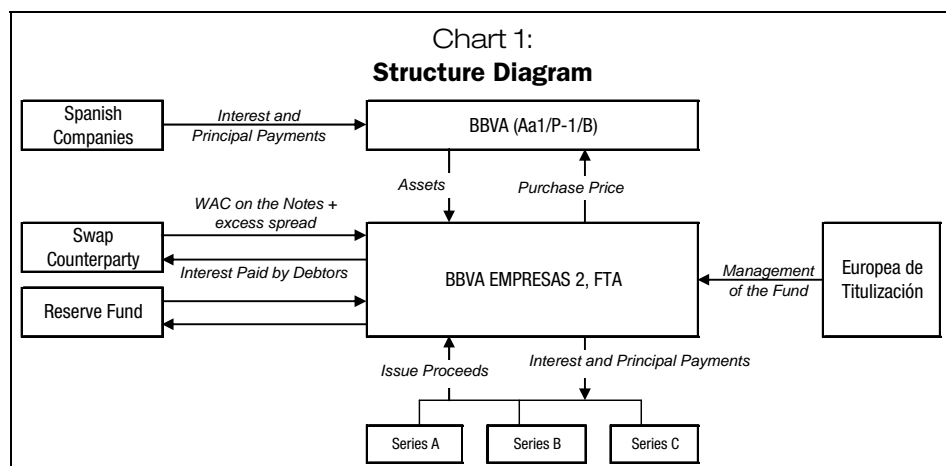 Chart 1:
Structure Diagram
Spanish
Companies
Interest and
Principal Payments
BBVA (Aa1/P-1/B)
Assets
Purchase Price
WAC on the Notes +
excess spread
Swap
Counterparty
Interest Paid by Debtors
BBVA EMPRESAS 2, FTA
Management
of the Fund
Europea de
Titulización
Reserve Fund
Issue Proceeds
Interest and Principal Payments
Series A
Series B
Series C